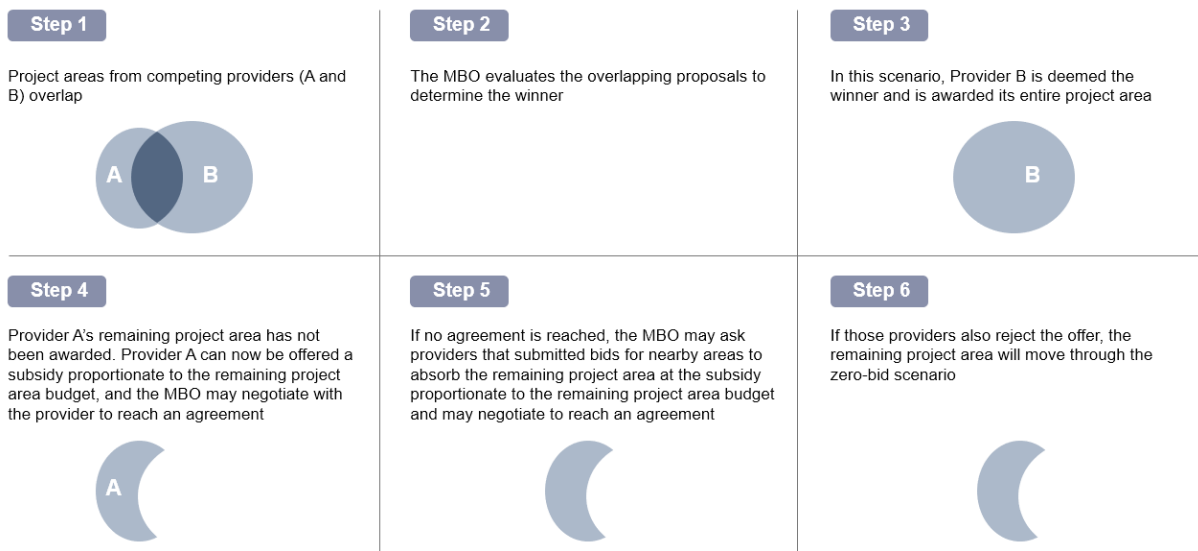 Step 1
Project areas from competing providers (A and
B) overlap
A
B
Step 2
The MBO evaluates the overlapping proposals to
determine the winner
Step 3
In this scenario, Provider B is deemed the
winner and is awarded its entire project area
B
Step 4
Provider A’s remaining project area has not
been awarded. Provider A can now be offered a
subsidy proportionate to the remaining project
area budget, and the MBO may negotiate with
the provider to reach an agreement
A
Step 5
If no agreement is reached, the MBO may ask
providers that submitted bids for nearby areas to
absorb the remaining project area at the subsidy
proportionate to the remaining project area budget
and may negotiate to reach an agreement
Step 6
If those providers also reject the offer, the
remaining project area will move through the
zero-bid scenario